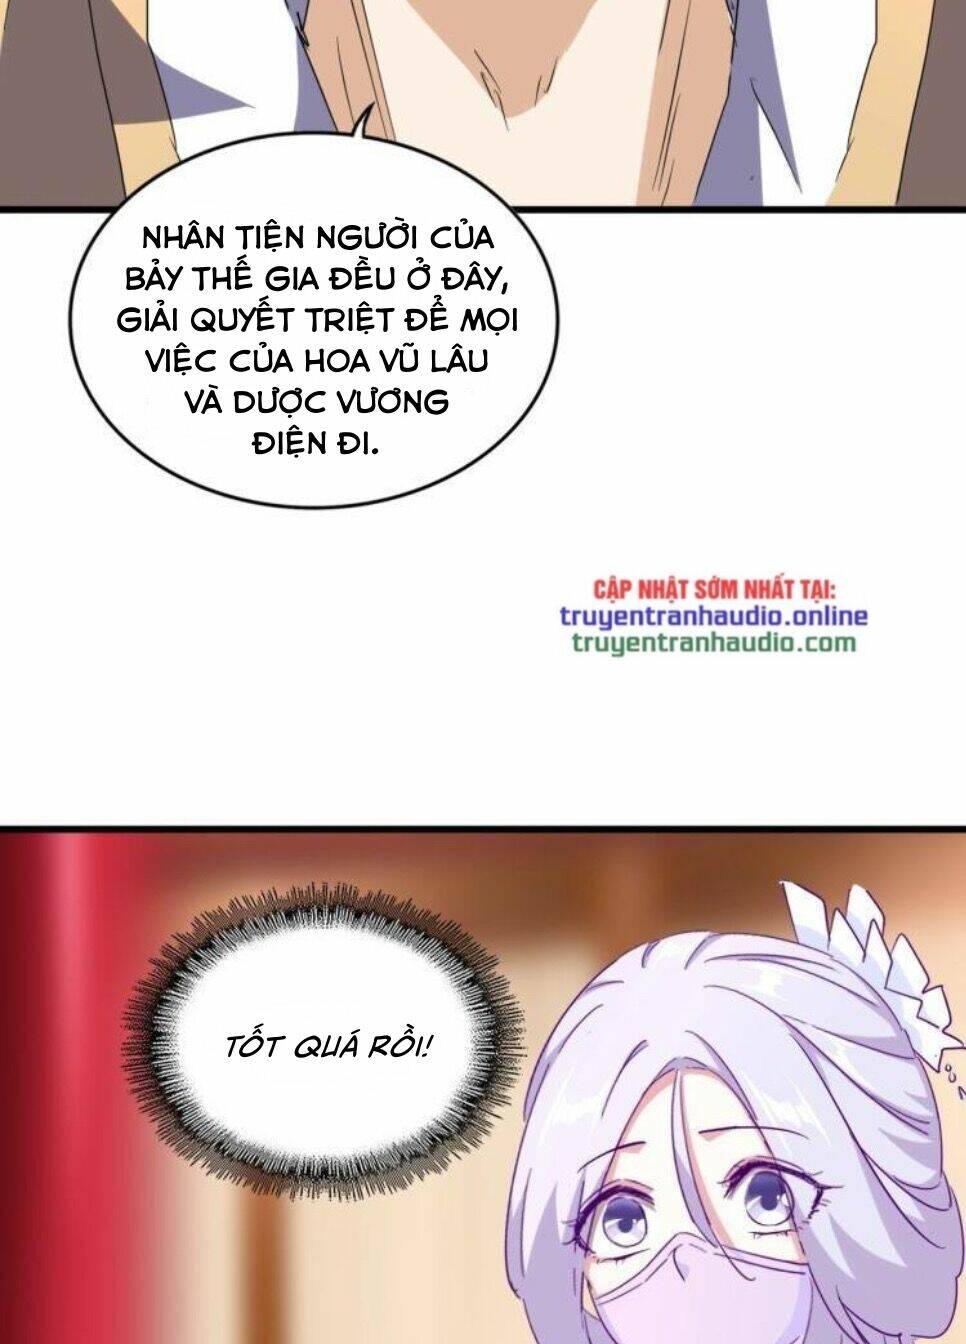 NHÂN TIỆN NGƯỜI CỦA
BẢY THẾ GIA ĐỀU Ở ĐÂY,
GIẢI QUYẾT TRIỆT ĐỂ MỌI
VIỆC CỦA HOA VŨ LÂU
VÀ DƯỢC VƯƠNG
ĐIỆN ĐI.
CẬP NHẬT SỚM NHẤT TẠI:
truyentranhaudio.online
truyentranhaudio.com
TỐT QUÁ RỒI!